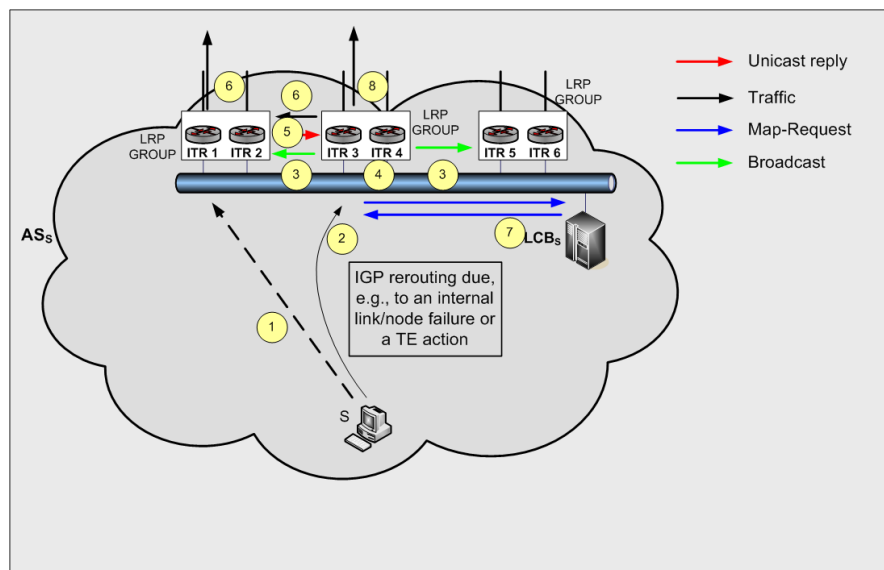 Unicast reply
Traffic
Map-Request
Broadcast
6
6
8
LRP
GROUP
LRP
GROUP
5
LRP
GROUP
ITR 1
ITR 2
ITR 3
ITR 4
ITR 5
ITR 6
3
4
3
2
7
ASs
LCBs
IGP rerouting due,
e.g., to an internal
link/node failure or
a TE action
1
S